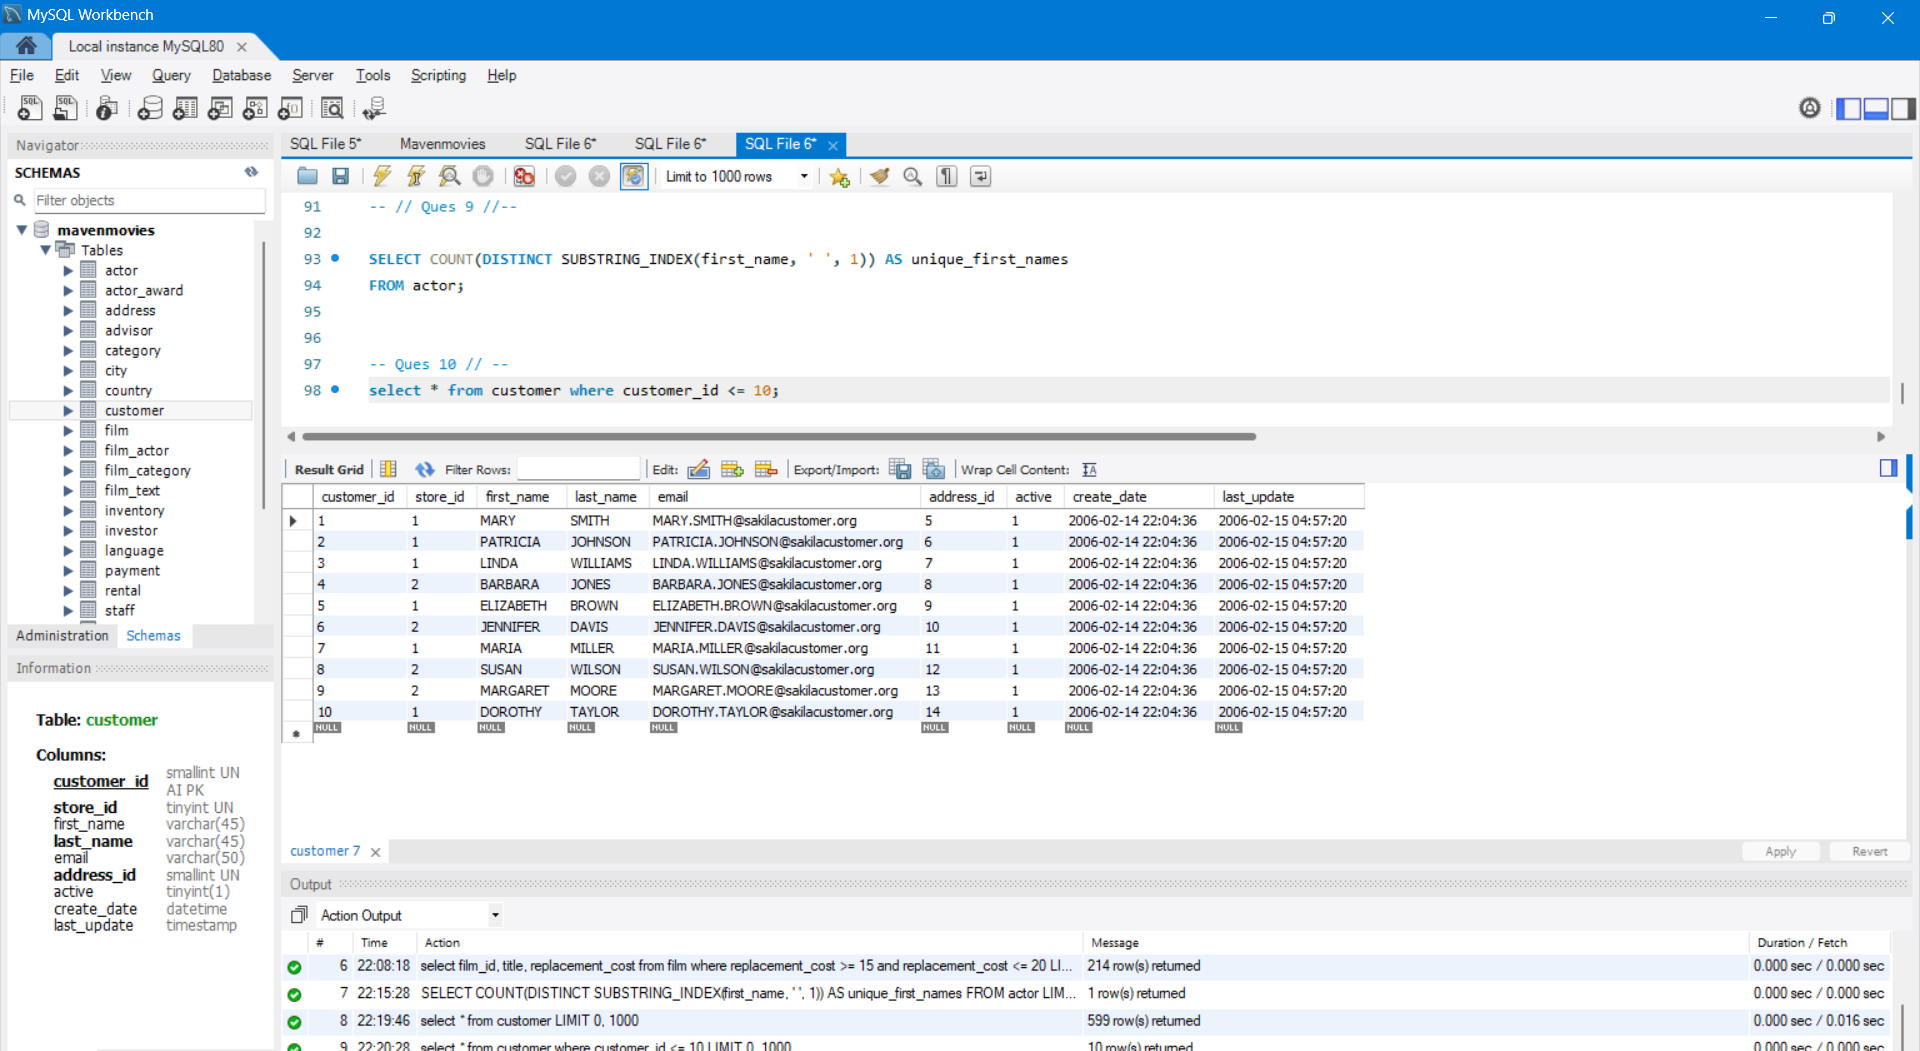 MySQL Workbench
Local instance MySQL80
File Edit View Query Database Server Tools Scripting Help
Navigator
SCHEMAS
Filter objects
mavenmovies
Tables
actor
actor_award
address
advisor
category
city
country
customer
film
film_actor
film_category
film_text
inventory
investor
language
payment
rental
staff
Administration Schemas
Information
Table: customer
Columns:
customer_id smallint UN AI PK
store_id tinyint UN
first_name varchar(45)
last_name varchar(45)
email varchar(50)
address_id smallint UN
active tinyint(1)
create_date datetime
last_update timestamp
SQL File 5* Mavenmovies SQL File 6* SQL File 6* SQL File 6*
Limit to 1000 rows
91 -- // Ques 9 //--
92
93 SELECT COUNT(DISTINCT SUBSTRING_INDEX(first_name, ' ', 1)) AS unique_first_names
94 FROM actor;
95
96
97 -- Ques 10 // --
98 select * from customer where customer_id <= 10;
Result Grid Filter Rows: Edit: Export/Import: Wrap Cell Content:
customer_id store_id first_name last_name email address_id active create_date last_update
1 1 MARY SMITH MARY.SMITH@sakilacustomer.org 5 1 2006-02-14 22:04:36 2006-02-15 04:57:20
2 1 PATRICIA JOHNSON PATRICIA.JOHNSON@sakilacustomer.org 6 1 2006-02-14 22:04:36 2006-02-15 04:57:20
3 1 LINDA WILLIAMS LINDA.WILLIAMS@sakilacustomer.org 7 1 2006-02-14 22:04:36 2006-02-15 04:57:20
4 2 BARBARA JONES BARBARA.JONES@sakilacustomer.org 8 1 2006-02-14 22:04:36 2006-02-15 04:57:20
5 1 ELIZABETH BROWN ELIZABETH.BROWN@sakilacustomer.org 9 1 2006-02-14 22:04:36 2006-02-15 04:57:20
6 2 JENNIFER DAVIS JENNIFER.DAVIS@sakilacustomer.org 10 1 2006-02-14 22:04:36 2006-02-15 04:57:20
7 1 MARIA MILLER MARIA.MILLER@sakilacustomer.org 11 1 2006-02-14 22:04:36 2006-02-15 04:57:20
8 2 SUSAN WILSON SUSAN.WILSON@sakilacustomer.org 12 1 2006-02-14 22:04:36 2006-02-15 04:57:20
9 2 MARGARET MOORE MARGARET.MOORE@sakilacustomer.org 13 1 2006-02-14 22:04:36 2006-02-15 04:57:20
10 1 DOROTHY TAYLOR DOROTHY.TAYLOR@sakilacustomer.org 14 1 2006-02-14 22:04:36 2006-02-15 04:57:20
NULL NULL NULL NULL NULL NULL NULL NULL NULL
customer 7 Apply Revert
Output
Action Output
# Time Action Message Duration / Fetch
6 22:08:18 select film_id, title, replacement_cost from film where replacement_cost >= 15 and replacement_cost <= 20 LI... 214 row(s) returned 0.000 sec / 0.000 sec
7 22:15:28 SELECT COUNT(DISTINCT SUBSTRING_INDEX(first_name, ' ', 1)) AS unique_first_names FROM actor LIM... 1 row(s) returned 0.000 sec / 0.000 sec
8 22:19:46 select * from customer LIMIT 0, 1000 599 row(s) returned 0.000 sec / 0.016 sec
9 22:20:28 select * from customer where customer_id <= 10 LIMIT 0, 1000 10 row(s) returned 0.000 sec / 0.000 sec